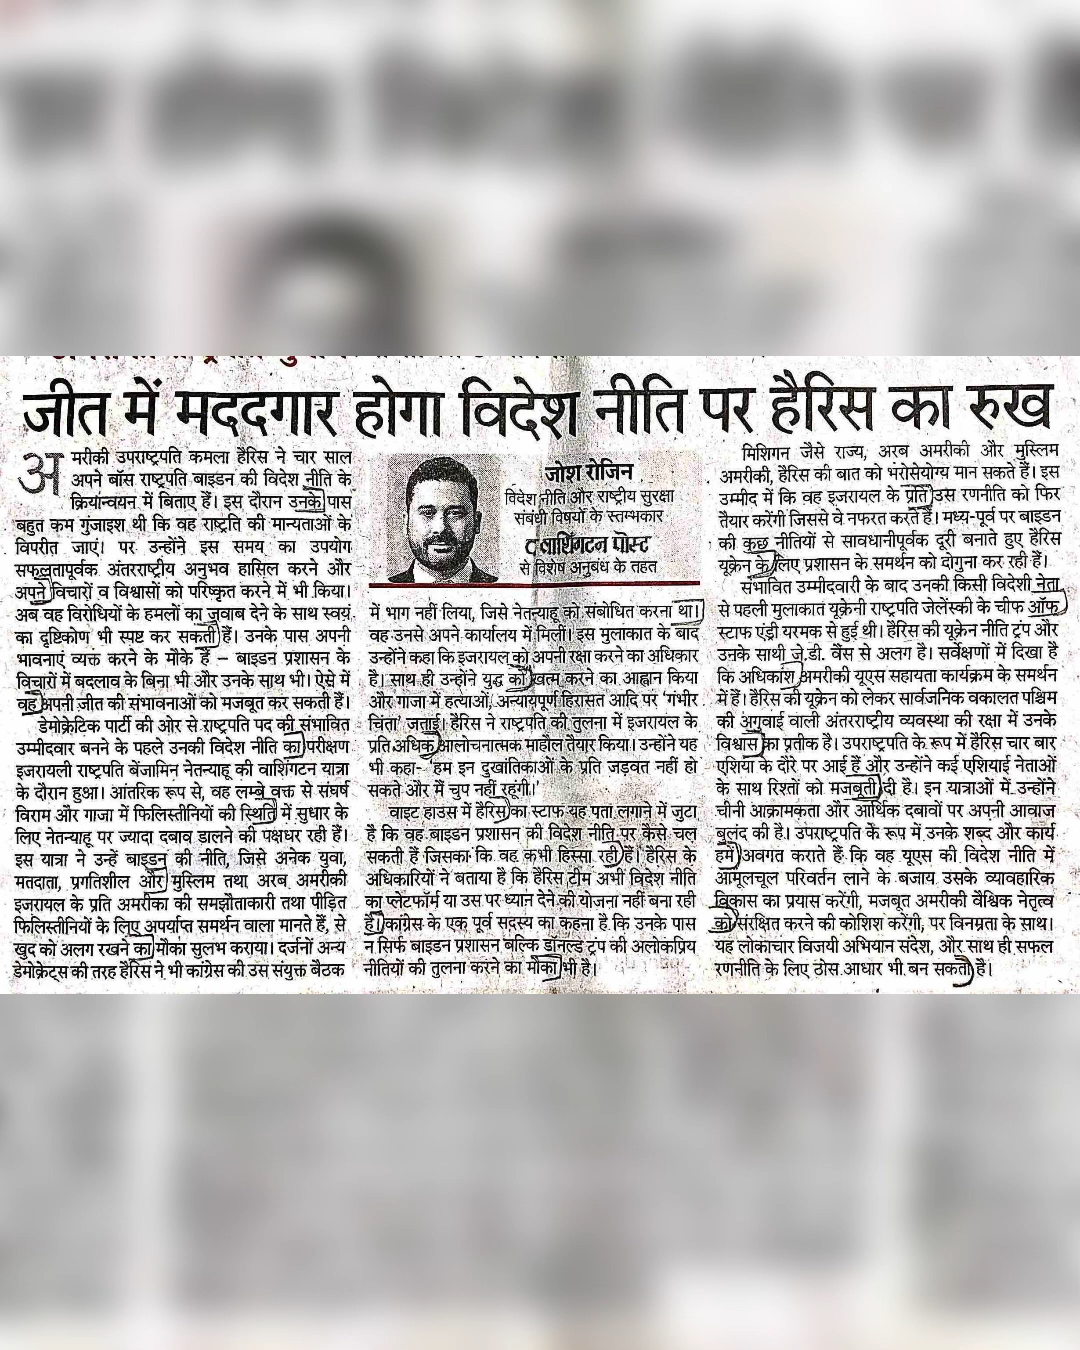 जीत में मददगार होगा विदेश नीति पर हैरिस का रुख
अमरीकी उपराष्ट्रपति कमला हैरिस ने चार साल
अपने बॉस राष्ट्रपति बाइडन की विदेश नीति के
क्रियान्वयन में बिताए हैं। इस दौरान उनके पास
बहुत कम गुंजाइश थी कि वह राष्ट्रति की मान्यताओं के
विपरीत जाएं। पर उन्होंने इस समय का उपयोग
सफलतापूर्वक अंतरराष्ट्रीय अनुभव हासिल करने और
अपने विचारों व विश्वासों को परिष्कृत करने में भी किया।
अब वह विरोधियों के हमलों का जवाब देने के साथ स्वयं
का दृष्टिकोण भी स्पष्ट कर सकती हैं। उनके पास अपनी
भावनाएं व्यक्त करने के मौके हैं – बाइडन प्रशासन के
विचारों में बदलाव के बिना भी और उनके साथ भी। ऐसे में
वह अपनी जीत की संभावनाओं को मजबूत कर सकती हैं।
डेमोक्रेटिक पार्टी की ओर से राष्ट्रपति पद की संभावित
उम्मीदवार बनने के पहले उनकी विदेश नीति का परीक्षण
इजरायली राष्ट्रपति बेंजामिन नेतन्याहू की वाशिंगटन यात्रा
के दौरान हुआ। आंतरिक रूप से, वह लम्बे वक्त से संघर्ष
विराम और गाजा में फिलिस्तीनियों की स्थिति में सुधार के
लिए नेतन्याहू पर ज्यादा दबाव डालने की पक्षधर रही हैं।
इस यात्रा ने उन्हें बाइडन की नीति, जिसे अनेक युवा,
मतदाता, प्रगतिशील और मुस्लिम तथा अरब अमरीकी
इजरायल के प्रति अमरीका की समझौताकारी तथा पीड़ित
फिलिस्तीनियों के लिए अपर्याप्त समर्थन वाला मानते हैं, से
खुद को अलग रखने का मौका सुलभ कराया। दर्जनों अन्य
डेमोक्रेट्स की तरह हैरिस ने भी कांग्रेस की उस संयुक्त बैठक
जोश रोजिन
विदेश नीति और राष्ट्रीय सुरक्षा
संबंधी विषयों के स्तम्भकार
द वाशिंगटन पोस्ट
से विशेष अनुबंध के तहत
में भाग नहीं लिया, जिसे नेतन्याहू को संबोधित करना था।
वह उनसे अपने कार्यालय में मिलीं। इस मुलाकात के बाद
उन्होंने कहा कि इजरायल को अपनी रक्षा करने का अधिकार
है। साथ ही उन्होंने युद्ध को खत्म करने का आह्वान किया
और गाजा में हत्याओं, अन्यायपूर्ण हिरासत आदि पर 'गंभीर
चिंता' जताई। हैरिस ने राष्ट्रपति की तुलना में इजरायल के
प्रति अधिक आलोचनात्मक माहौल तैयार किया। उन्होंने यह
भी कहा- 'हम इन दुखांतिकाओं के प्रति जड़वत नहीं हो
सकते और मैं चुप नहीं रहूंगी।'
वाइट हाउस में हैरिस का स्टाफ यह पता लगाने में जुटा
है कि वह बाइडन प्रशासन की विदेश नीति पर कैसे चल
सकती हैं जिसका कि वह कभी हिस्सा रही हैं। हैरिस के
अधिकारियों ने बताया है कि हैरिस टीम अभी विदेश नीति
का प्लेटफॉर्म या उस पर ध्यान देने की योजना नहीं बना रही
है। कांग्रेस के एक पूर्व सदस्य का कहना है कि उनके पास
न सिर्फ बाइडन प्रशासन बल्कि डॉनल्ड ट्रंप की अलोकप्रिय
नीतियों की तुलना करने का मौका भी है।
मिशिगन जैसे राज्य, अरब अमरीकी और मुस्लिम
अमरीकी, हैरिस की बात को भरोसेयोग्य मान सकते हैं। इस
उम्मीद में कि वह इजरायल के प्रति उस रणनीति को फिर
तैयार करेंगी जिससे वे नफरत करते हैं। मध्य-पूर्व पर बाइडन
की कुछ नीतियों से सावधानीपूर्वक दूरी बनाते हुए हैरिस
यूक्रेन के लिए प्रशासन के समर्थन को दोगुना कर रही हैं।
संभावित उम्मीदवारी के बाद उनकी किसी विदेशी नेता
से पहली मुलाकात यूक्रेनी राष्ट्रपति जेलेंस्की के चीफ ऑफ
स्टाफ एंड्री यरमक से हुई थी। हैरिस की यूक्रेन नीति ट्रंप और
उनके साथी जे.डी. वेंस से अलग है। सर्वेक्षणों में दिखा है
कि अधिकांश अमरीकी यूएस सहायता कार्यक्रम के समर्थन
में हैं। हैरिस की यूक्रेन को लेकर सार्वजनिक वकालत पश्चिम
की अगुवाई वाली अंतरराष्ट्रीय व्यवस्था की रक्षा में उनके
विश्वास का प्रतीक है। उपराष्ट्रपति के रूप में हैरिस चार बार
एशिया के दौरे पर आई हैं और उन्होंने कई एशियाई नेताओं
के साथ रिश्तों को मजबूती दी है। इन यात्राओं में उन्होंने
चीनी आक्रामकता और आर्थिक दबावों पर अपनी आवाज
बुलंद की है। उपराष्ट्रपति के रूप में उनके शब्द और कार्य
हमें अवगत कराते हैं कि वह यूएस की विदेश नीति में
आमूलचूल परिवर्तन लाने के बजाय उसके व्यावहारिक
विकास का प्रयास करेंगी, मजबूत अमरीकी वैश्विक नेतृत्व
को संरक्षित करने की कोशिश करेंगी, पर विनम्रता के साथ।
यह लोकाचार विजयी अभियान संदेश, और साथ ही सफल
रणनीति के लिए ठोस आधार भी बन सकता है।